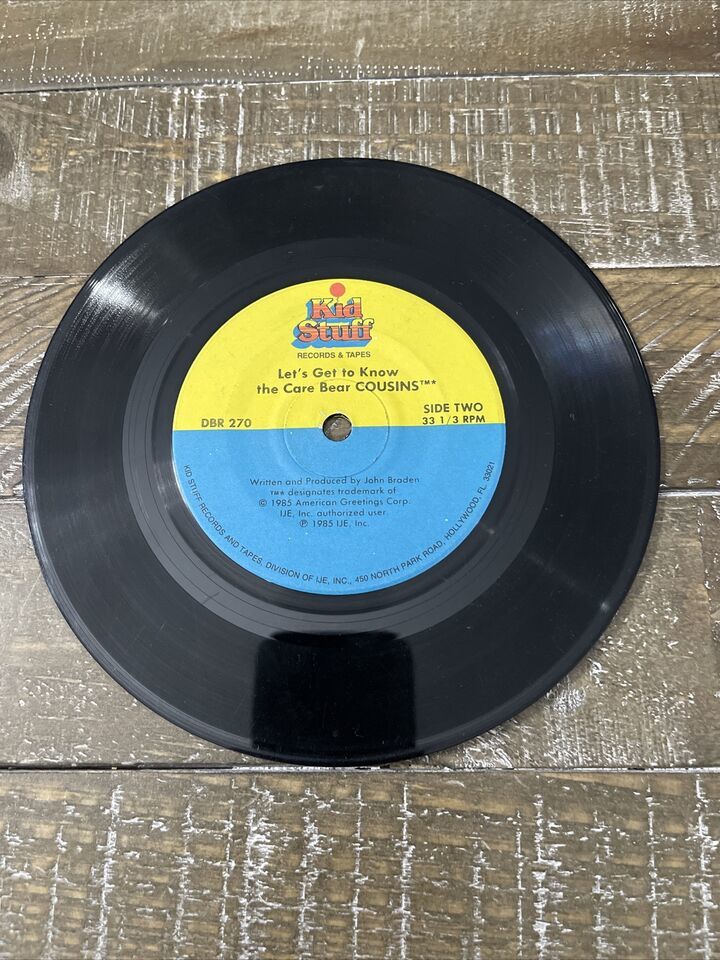 Kid
Stuff
RECORDS & TAPES
Let's Get to Know
the Care Bear COUSINS™*
DBR 270
SIDE TWO
33 1/3 RPM
Written and Produced by John Braden
™* designates trademark of
© 1985 American Greetings Corp.
IJE, Inc. authorized user.
℗ 1985 IJE, Inc.
KID STUFF RECORDS AND TAPES, DIVISION OF IJE, INC., 450 NORTH PARK ROAD, HOLLYWOOD, FL. 33021